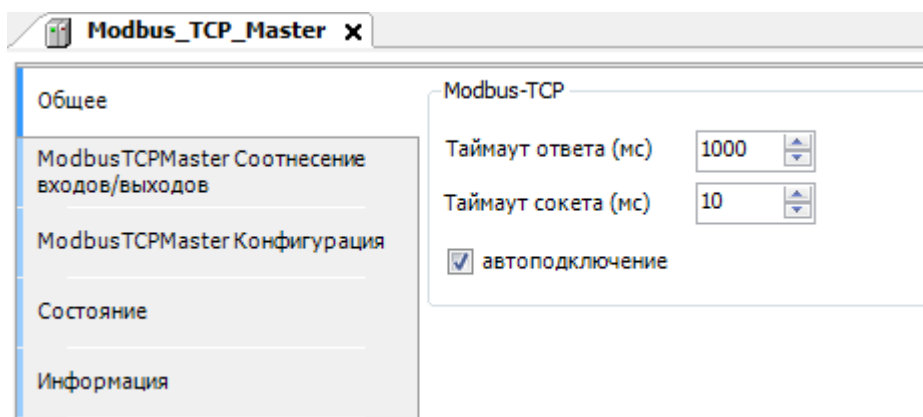 Modbus_TCP_Master
Общее
ModbusTCPMaster Соотнесение
входов/выходов
ModbusTCPMaster Конфигурация
Состояние
Информация
Modbus-TCP
Таймаут ответа (мс) 1000
Таймаут сокета (мс) 10
автоподключение